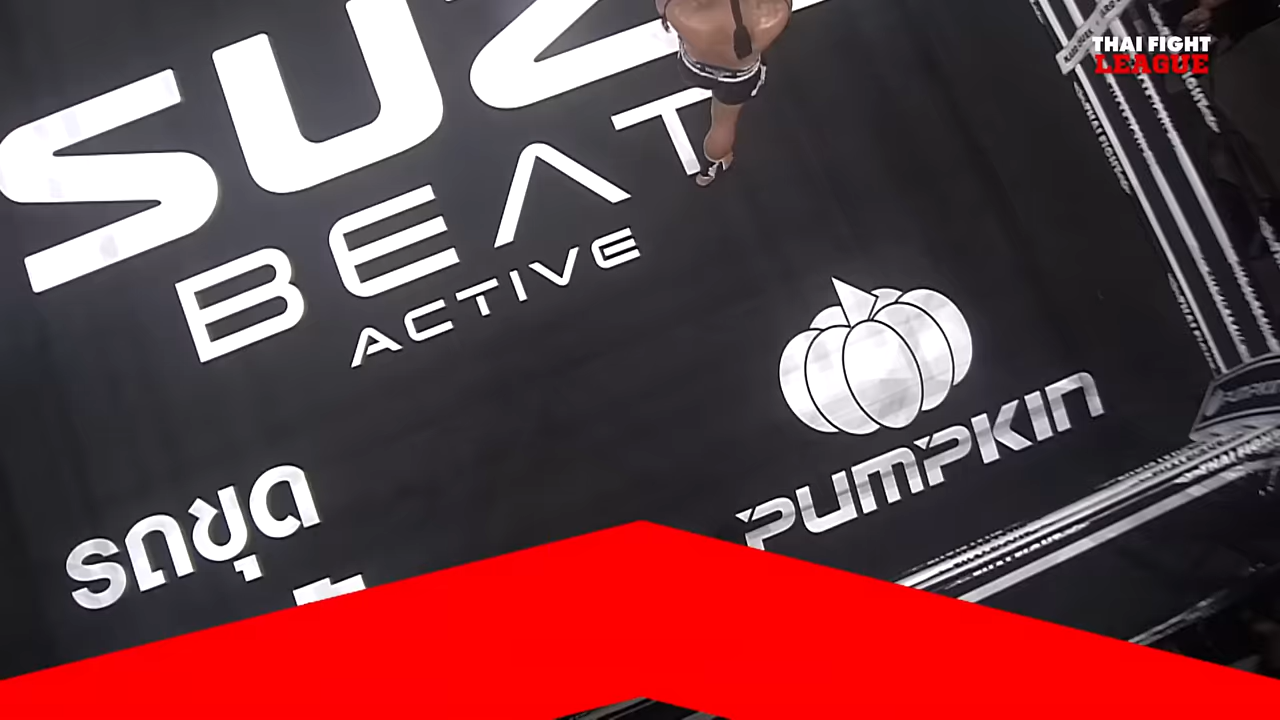 THAI FIGHT
LEAGUE
SUZ
BEAT
ACTIVE
PUMPKIN
รถขุด